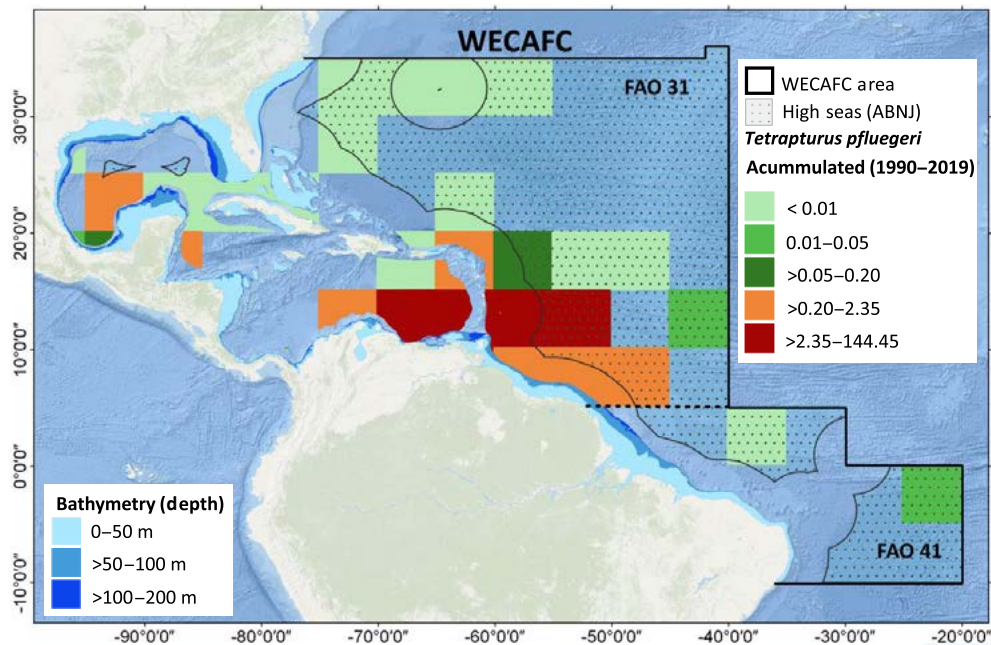 WECAFC
FAO 31
WECAFC area
High seas (ABNJ)
Tetrapturus pfluegeri
Acummulated (1990–2019)
< 0.01
0.01–0.05
>0.05–0.20
>0.20–2.35
>2.35–144.45
30°0'0"
20°0'0"
10°0'0"
0°0'0"
-10°0'0"
Bathymetry (depth)
0–50 m
>50–100 m
>100–200 m
FAO 41
-90°0'0"
-80°0'0"
-70°0'0"
-60°0'0"
-50°0'0"
-40°0'0"
-30°0'0"
-20°0'0"